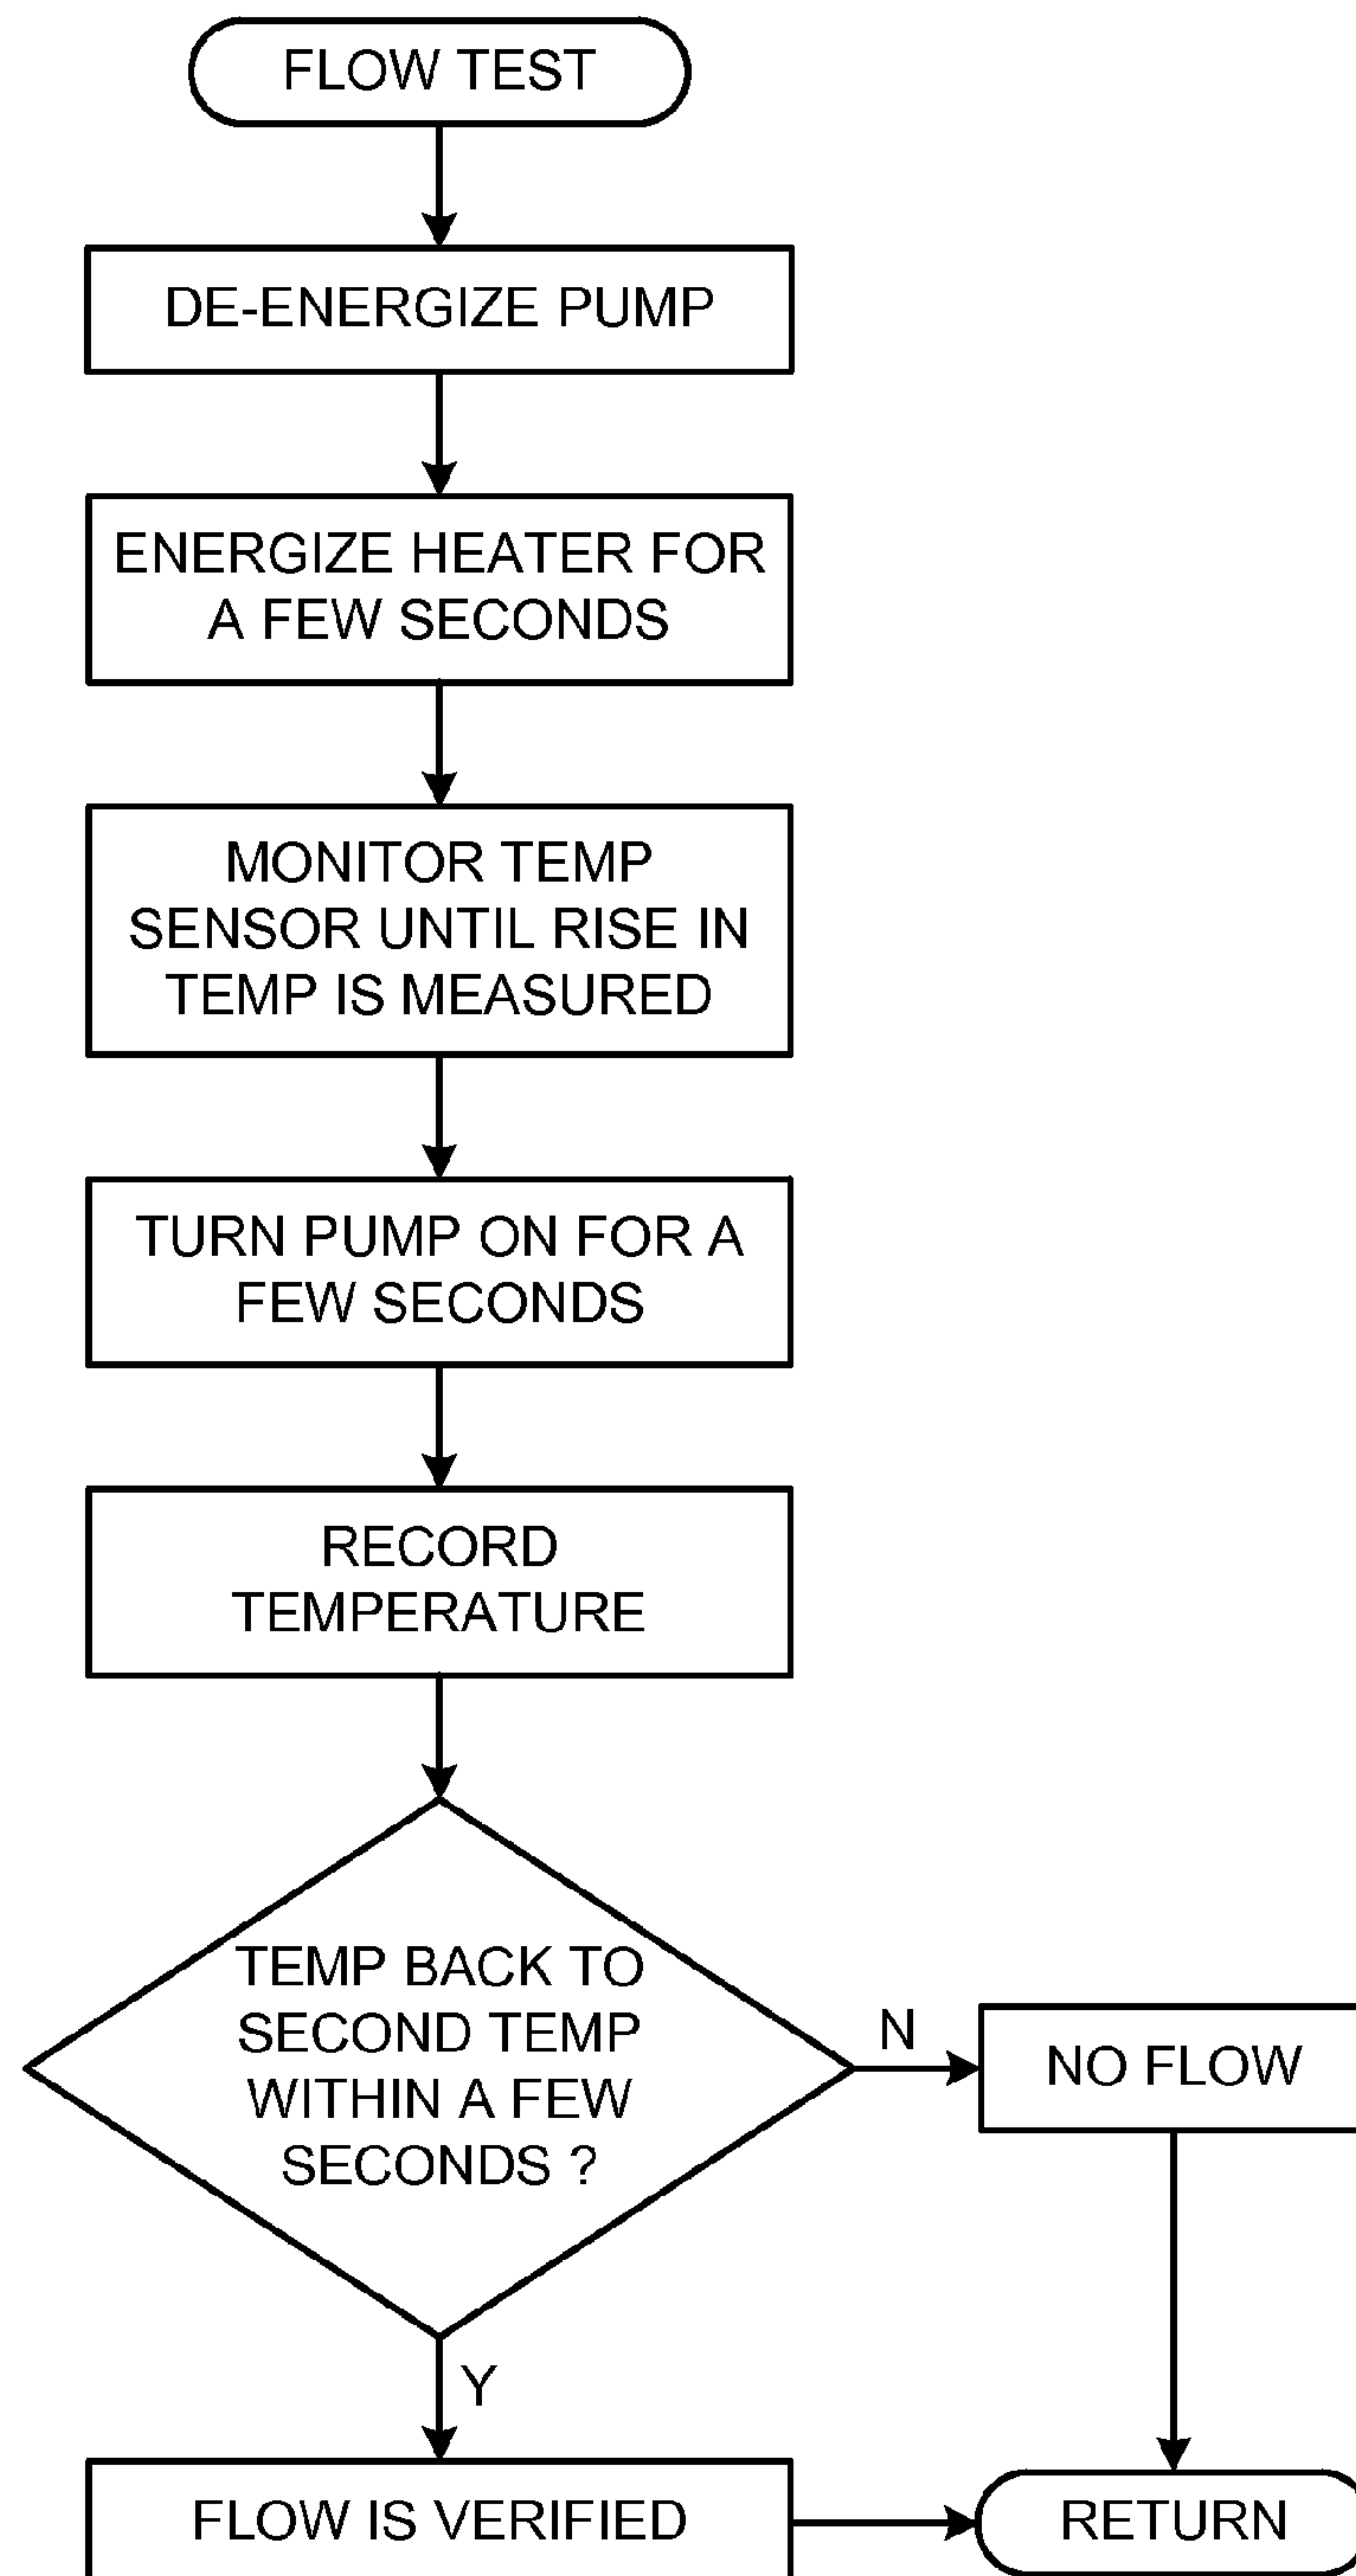 FLOW TEST
DE-ENERGIZE PUMP
ENERGIZE HEATER FOR
A FEW SECONDS
MONITOR TEMP
SENSOR UNTIL RISE IN
TEMP IS MEASURED
TURN PUMP ON FOR A
FEW SECONDS
RECORD
TEMPERATURE
TEMP BACK TO
SECOND TEMP
WITHIN A FEW
SECONDS ?
N
NO FLOW
Y
FLOW IS VERIFIED
RETURN